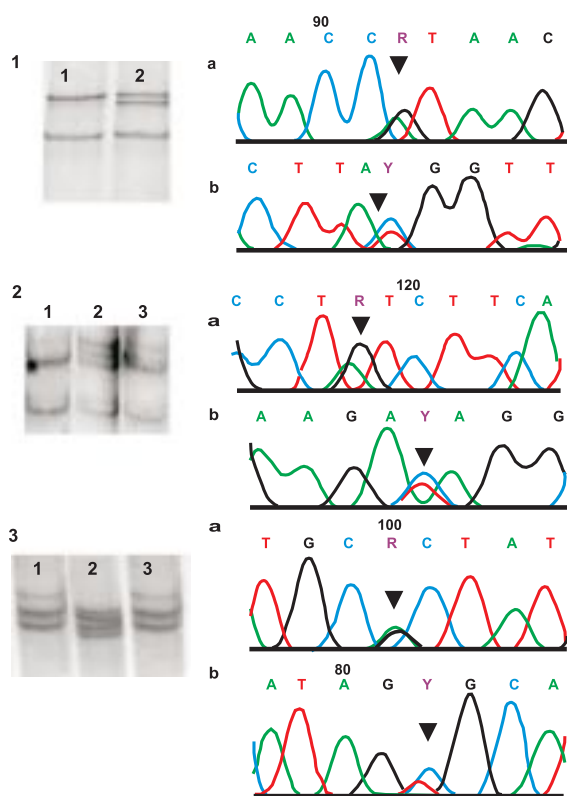 90
A A C C R T A A C
1
a
1 2
C T T A Y G G T T
b
2
120
C C T R T C T T C A
1 2 3
a
b
A A G A Y A G G
3
a
100
T G C R C T A T
1 2 3
b
80
A T A G Y G C A